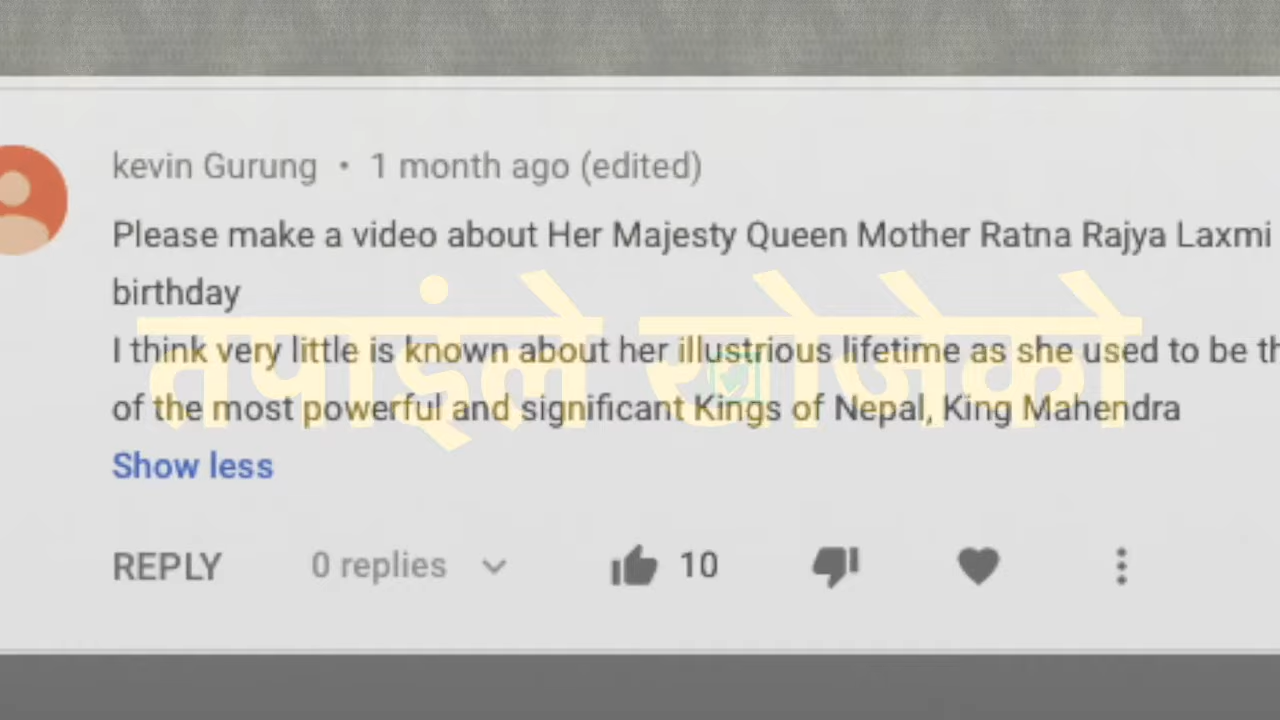 kevin Gurung • 1 month ago (edited)
Please make a video about Her Majesty Queen Mother Ratna Rajya Laxmi
birthday
तपाइंले खोजेको
I think very little is known about her illustrious lifetime as she used to be th
of the most powerful and significant Kings of Nepal, King Mahendra
Show less
REPLY 0 replies 10